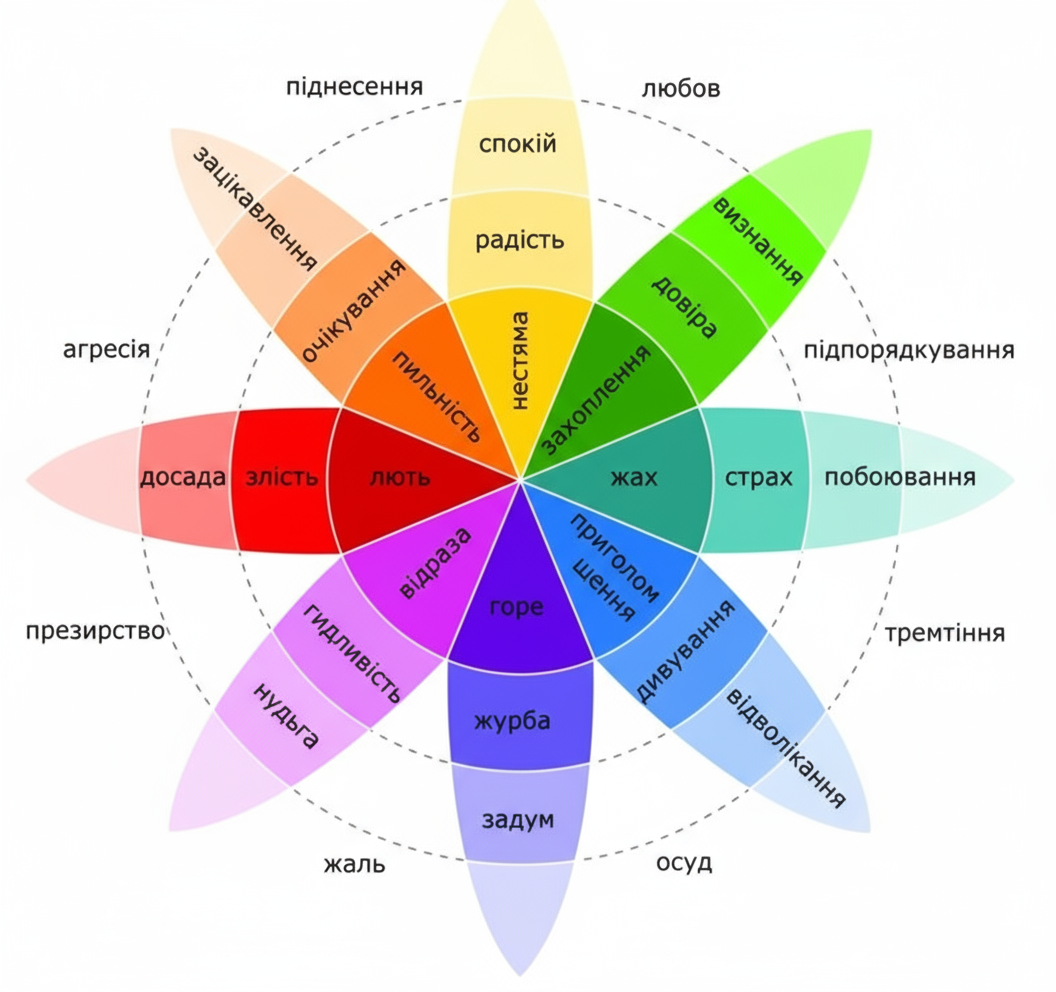 піднесення
любов
спокій
зацікавлення
визнання
радість
очікування
довіра
агресія
підпорядкування
нестяма
пильність
захоплення
досада
злість
лють
жах
страх
побоювання
відраза
приголом
шення
горе
презирство
тремтіння
гидливість
дивування
нудьга
журба
відволікання
задум
жаль
осуд